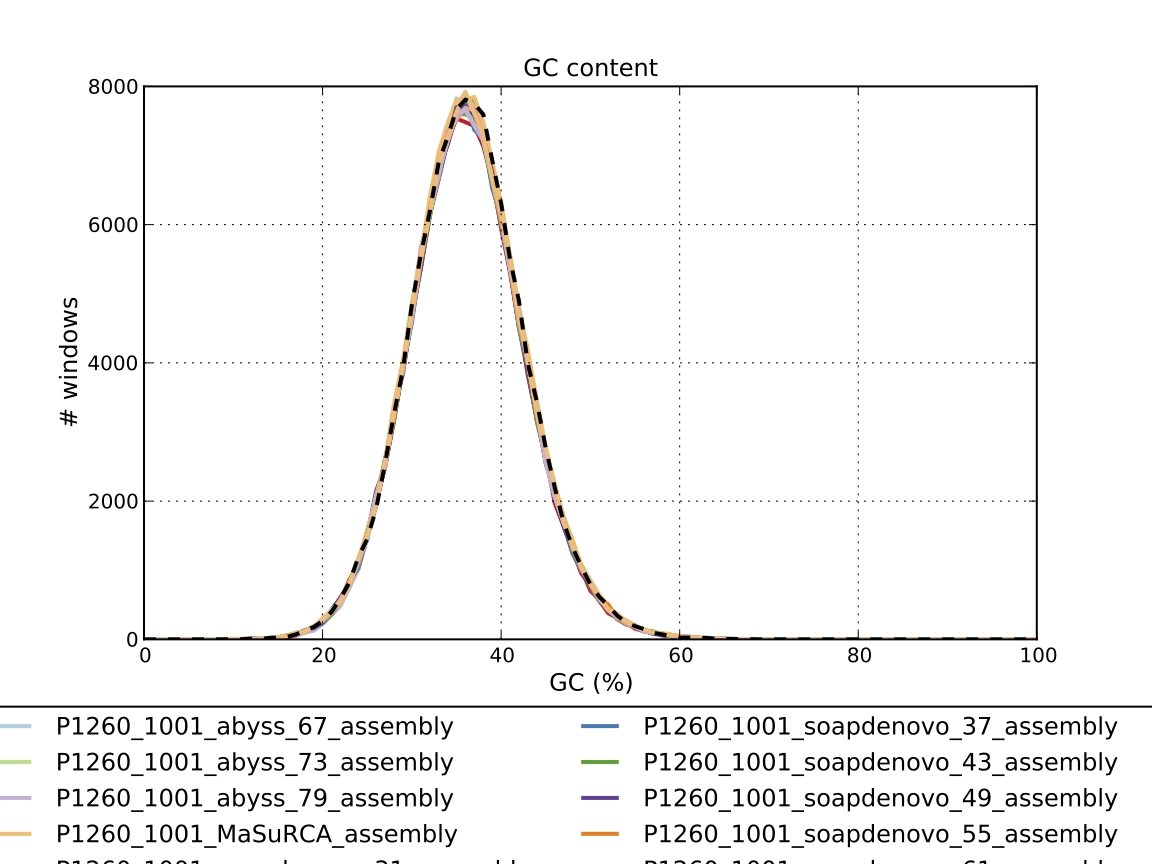 GC content
8000
6000
4000
2000
0
# windows
0 20 40 60 80 100
GC (%)
P1260_1001_abyss_67_assembly
P1260_1001_abyss_73_assembly
P1260_1001_abyss_79_assembly
P1260_1001_MaSuRCA_assembly
P1260_1001_soapdenovo_37_assembly
P1260_1001_soapdenovo_43_assembly
P1260_1001_soapdenovo_49_assembly
P1260_1001_soapdenovo_55_assembly